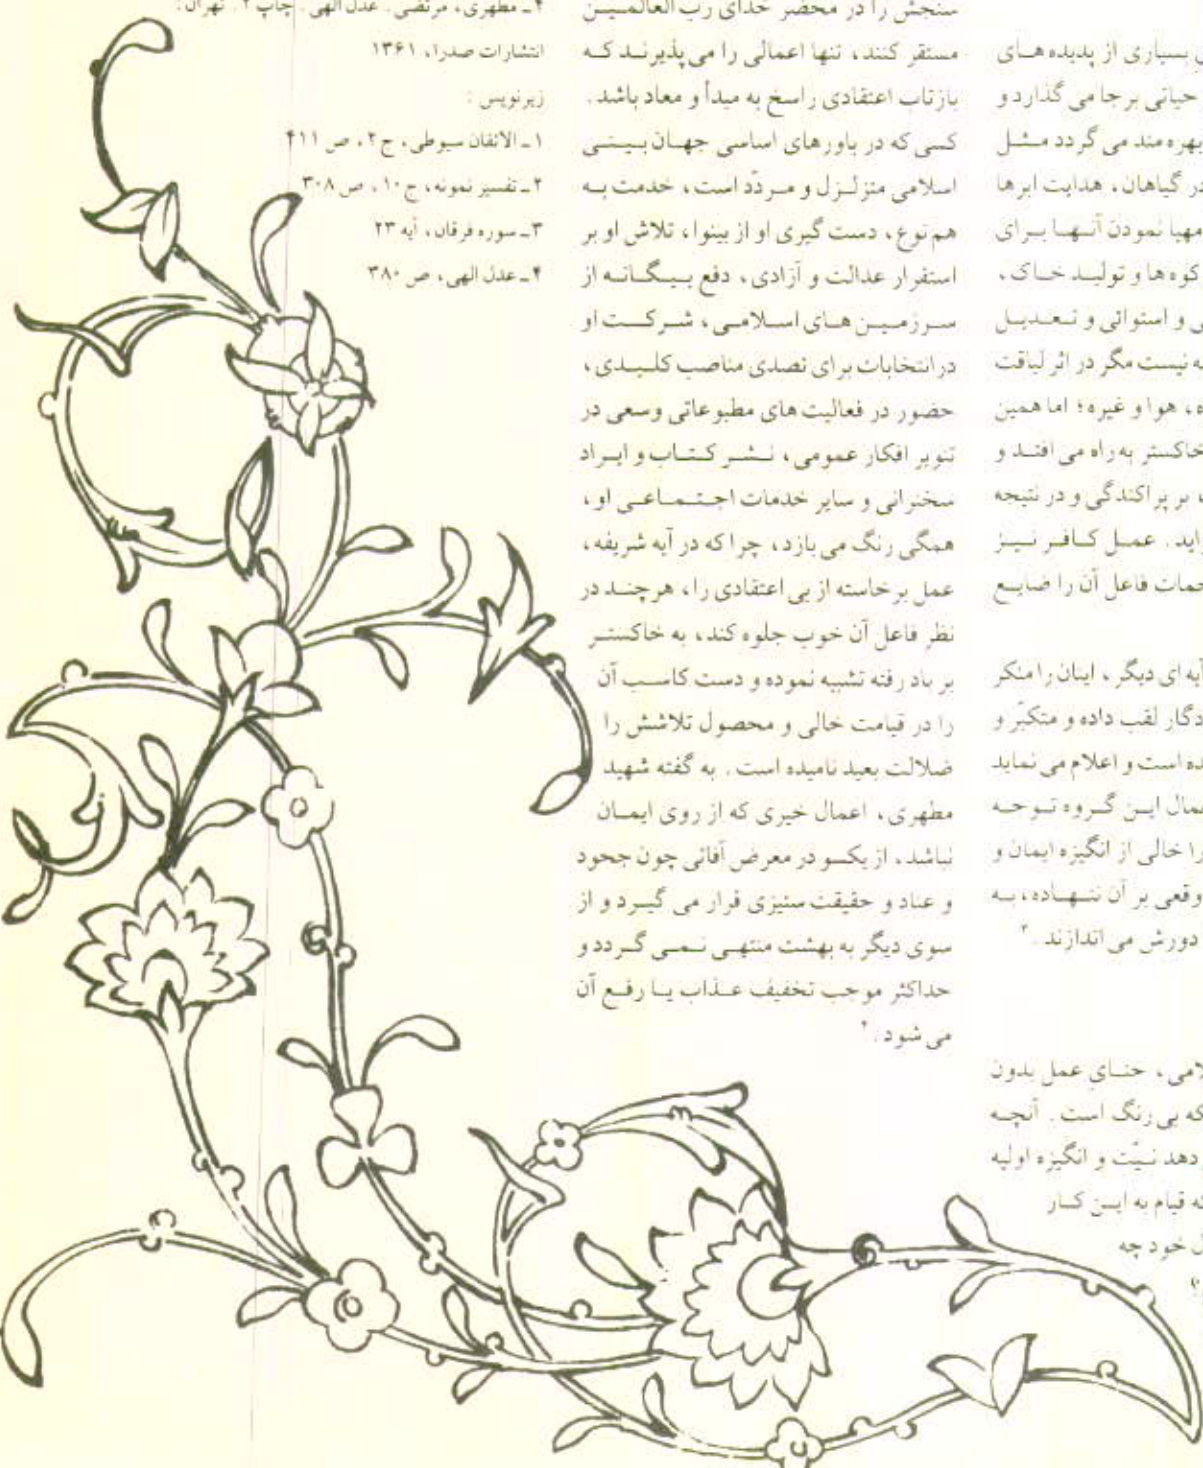 بسیاری از پدیده های
حیاتی برجا می گذارد و
بهره مند می گردد مثل
در گیاهان، هدایت ابرها
مهیا نمودن آنها برای
کوه ها و تولید خاک،
و استوائی و تعدیل
نیست مگر در اثر لیاقت
هوا و غیره؛ اما همین
خاکستر به راه می افتد و
بر پراکندگی و در نتیجه
عمل کافر نیز
فاعل آن را ضایع
آیه ای دیگر، اینان را منکر
لقب داده و متکبّر و
است و اعلام می نماید
این گروه توجه
را خالی از انگیزه ایمان و
وقعی بر آن ننهاده، به
دورش می اندازند. ۳
حنای عمل بدون
که بی رنگ است. آنچه
دهد نیّت و انگیزه اولیه
قیام به این کار
خود چه
؟
سنجش را در محضر خدای رب العالمین
مستقر کنند، تنها اعمالی را می پذیرند که
بازتاب اعتقادی راسخ به مبدأ و معاد باشد.
کسی که در باورهای اساسی جهان بینی
اسلامی متزلزل و مردّد است، خدمت به
هم نوع، دست گیری او از بینوا، تلاش او بر
استقرار عدالت و آزادی، دفع بیگانه از
سرزمین های اسلامی، شرکت او
در انتخابات برای تصدی مناصب کلیدی،
حضور در فعالیت های مطبوعاتی وسعی در
تنویر افکار عمومی، نشر کتاب و ایراد
سخنرانی و سایر خدمات اجتماعی او،
همگی رنگ می بازد، چرا که در آیه شریفه،
عمل برخاسته از بی اعتقادی را، هرچند در
نظر فاعل آن خوب جلوه کند، به خاکستر
بر باد رفته تشبیه نموده و دست کاسب آن
را در قیامت خالی و محصول تلاشش را
ضلالت بعید نامیده است. به گفته شهید
مطهری، اعمال خیری که از روی ایمان
نباشد، از یکسو در معرض آفاتی چون جحود
و عناد و حقیقت ستیزی قرار می گیرد و از
سوی دیگر به بهشت منتهی نمی گردد و
حداکثر موجب تخفیف عذاب یا رفع آن
می شود. ۴
۴ـ مطهری، مرتضی. عدل الهی. چاپ ۲. تهران:
انتشارات صدرا، ۱۳۶۱
زیرنویس:
۱ـ الاتقان سیوطی، ج ۲، ص ۴۱۱
۲ـ تفسیر نمونه، ج ۱۰، ص ۳۰۸
۳ـ سوره فرقان، آیه ۲۳
۴ـ عدل الهی، ص ۳۸۰